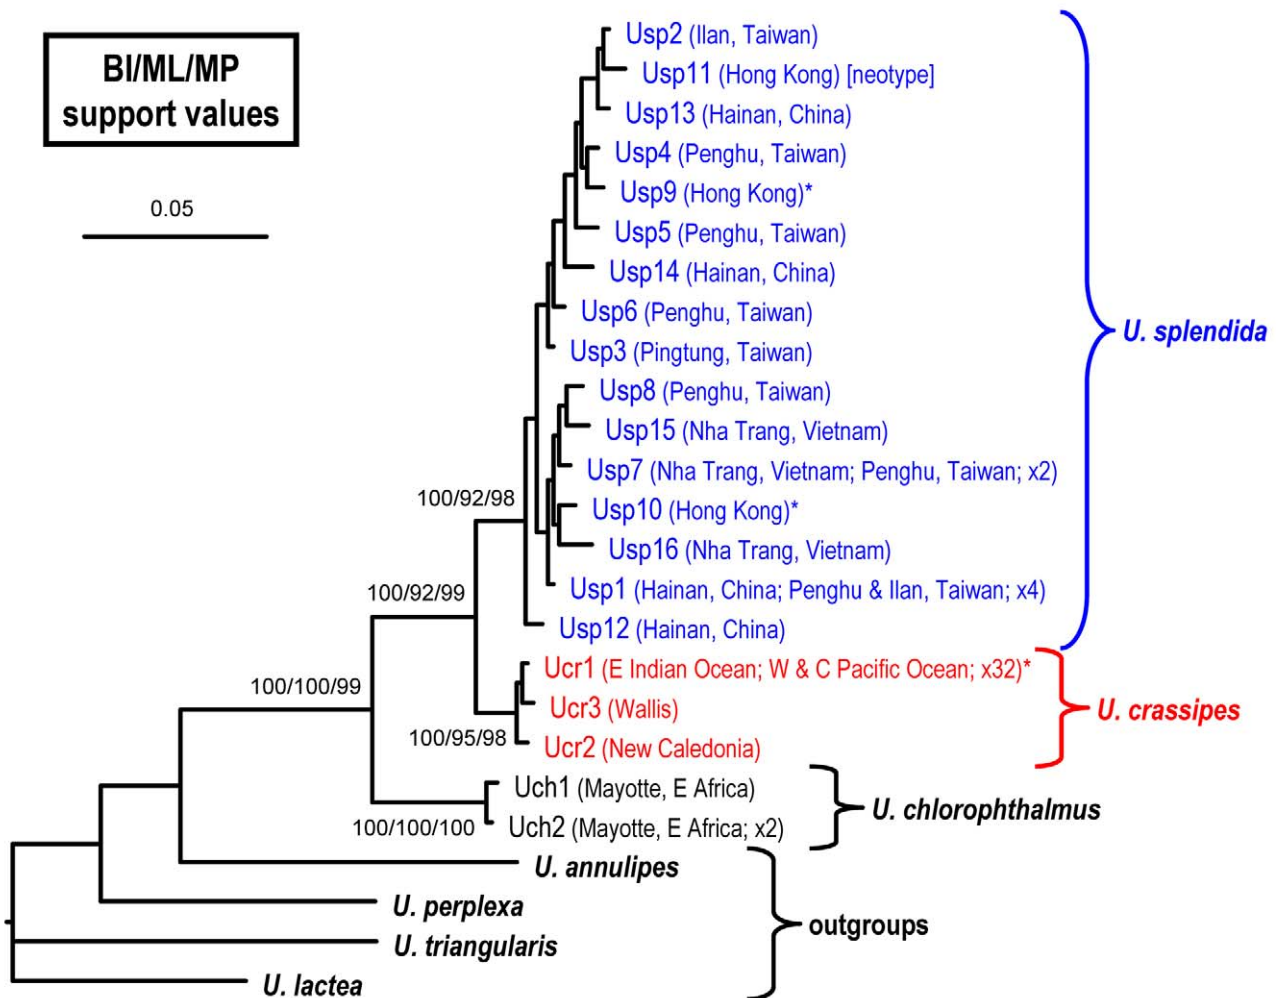 BI/ML/MP
support values
0.05
Usp2 (Ilan, Taiwan)
Usp11 (Hong Kong) [neotype]
Usp13 (Hainan, China)
Usp4 (Penghu, Taiwan)
Usp9 (Hong Kong)*
Usp5 (Penghu, Taiwan)
Usp14 (Hainan, China)
Usp6 (Penghu, Taiwan)
Usp3 (Pingtung, Taiwan)
Usp8 (Penghu, Taiwan)
Usp15 (Nha Trang, Vietnam)
Usp7 (Nha Trang, Vietnam; Penghu, Taiwan; x2)
Usp10 (Hong Kong)*
Usp16 (Nha Trang, Vietnam)
Usp1 (Hainan, China; Penghu & Ilan, Taiwan; x4)
Usp12 (Hainan, China)
U. splendida
100/92/98
100/92/99
Ucr1 (E Indian Ocean; W & C Pacific Ocean; x32)*
Ucr3 (Wallis)
Ucr2 (New Caledonia)
U. crassipes
100/95/98
100/100/99
Uch1 (Mayotte, E Africa)
Uch2 (Mayotte, E Africa; x2)
U. chlorophthalmus
100/100/100
U. annulipes
U. perplexa
U. triangularis
U. lactea
outgroups